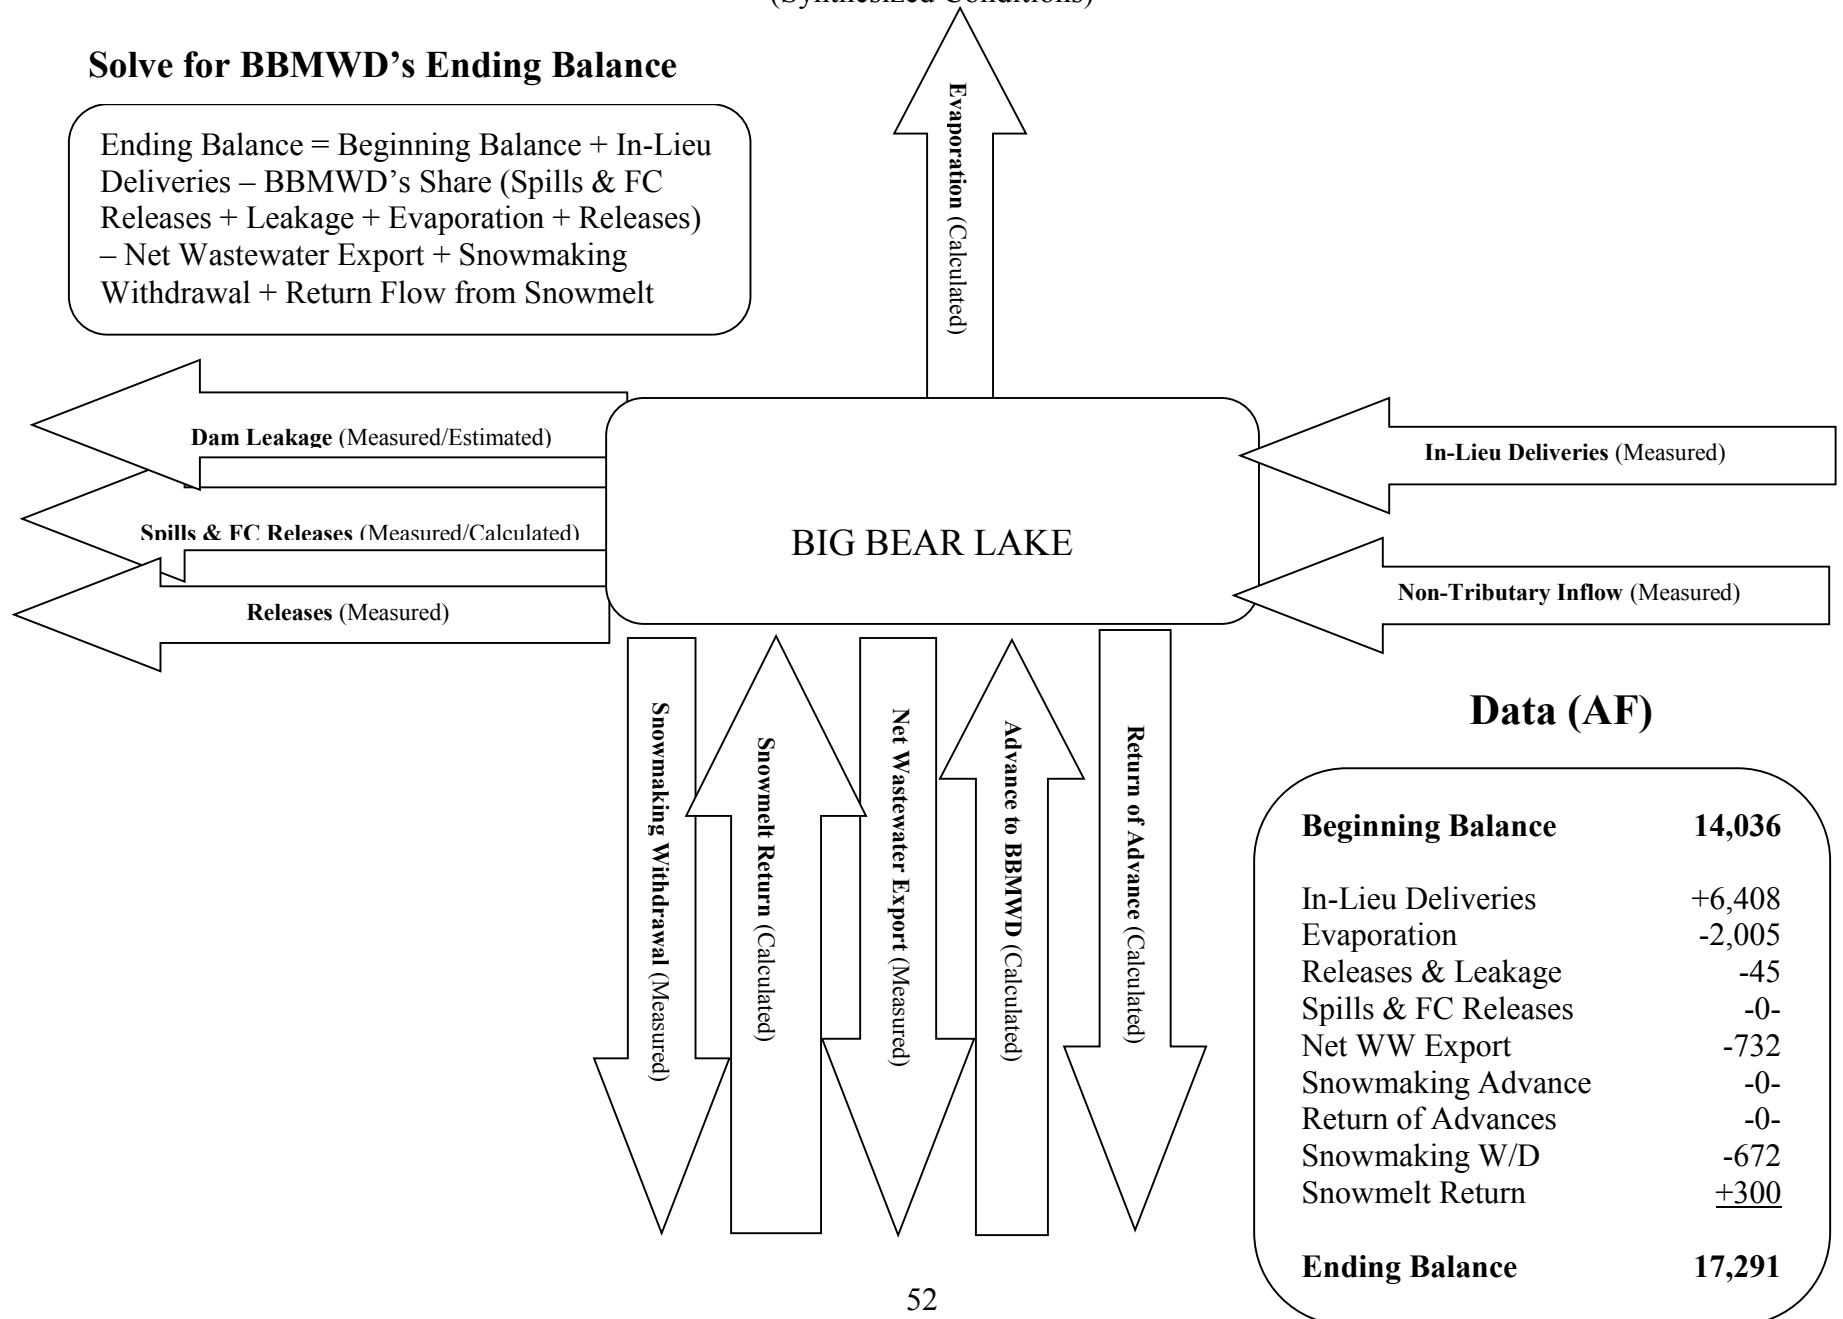 (Synthesized Conditions)
Solve for BBMWD’s Ending Balance
Ending Balance = Beginning Balance + In-Lieu
Deliveries – BBMWD’s Share (Spills & FC
Releases + Leakage + Evaporation + Releases)
– Net Wastewater Export + Snowmaking
Withdrawal + Return Flow from Snowmelt
Evaporation (Calculated)
Dam Leakage (Measured/Estimated)
Spills & FC Releases (Measured/Calculated)
Releases (Measured)
BIG BEAR LAKE
In-Lieu Deliveries (Measured)
Non-Tributary Inflow (Measured)
Snowmaking Withdrawal (Measured)
Snowmelt Return (Calculated)
Net Wastewater Export (Measured)
Advance to BBMWD (Calculated)
Return of Advance (Calculated)
Data (AF)
Beginning Balance 14,036
In-Lieu Deliveries +6,408
Evaporation -2,005
Releases & Leakage -45
Spills & FC Releases -0-
Net WW Export -732
Snowmaking Advance -0-
Return of Advances -0-
Snowmaking W/D -672
Snowmelt Return +300
Ending Balance 17,291
52